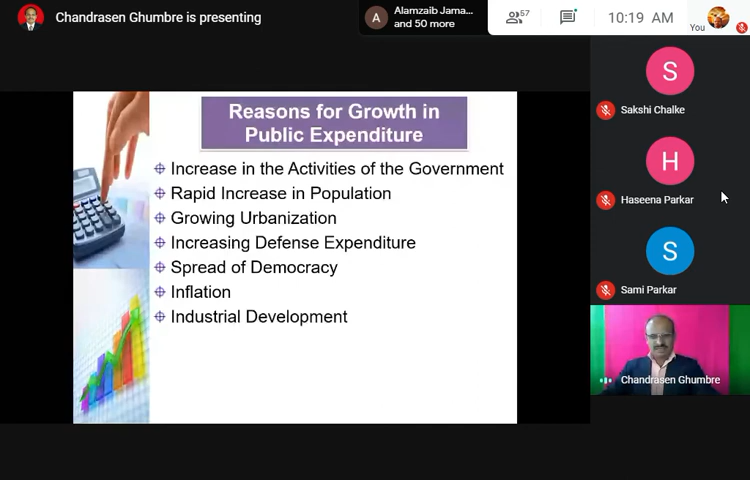 Chandrasen Ghumbre is presenting
A
Alamzaib Jama...
and 50 more
57
10:19 AM
You
Reasons for Growth in
Public Expenditure
Increase in the Activities of the Government
Rapid Increase in Population
Growing Urbanization
Increasing Defense Expenditure
Spread of Democracy
Inflation
Industrial Development
S
Sakshi Chalke
H
Haseena Parkar
S
Sami Parkar
Chandrasen Ghumbre